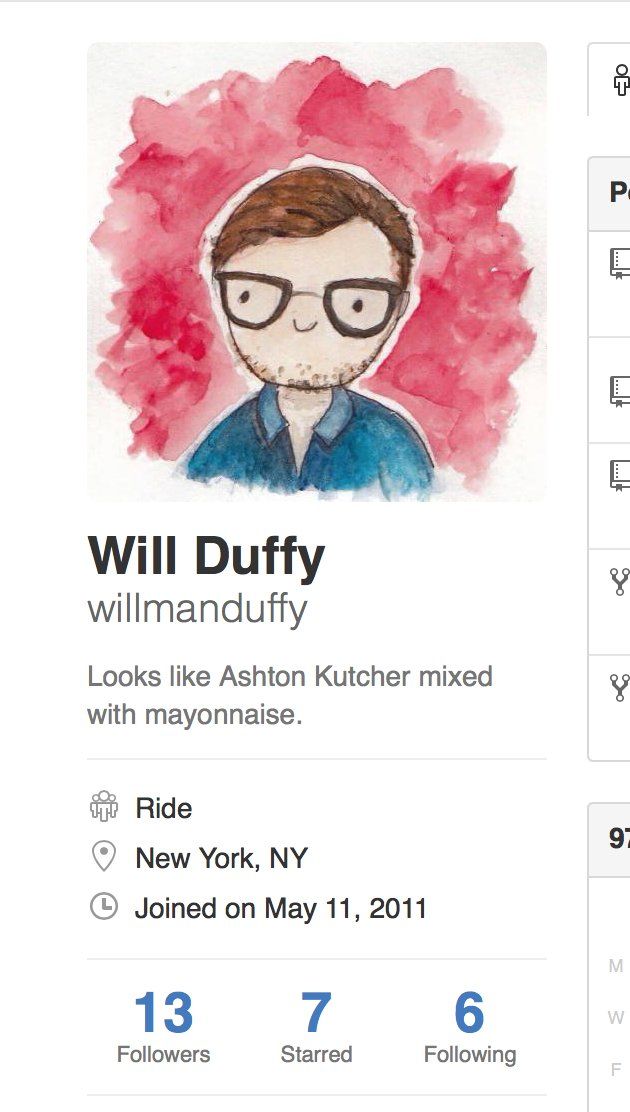 Will Duffy
willmanduffy
Looks like Ashton Kutcher mixed
with mayonnaise.
Ride
New York, NY
Joined on May 11, 2011
13 7 6
Followers Starred Following
97
M
W
F